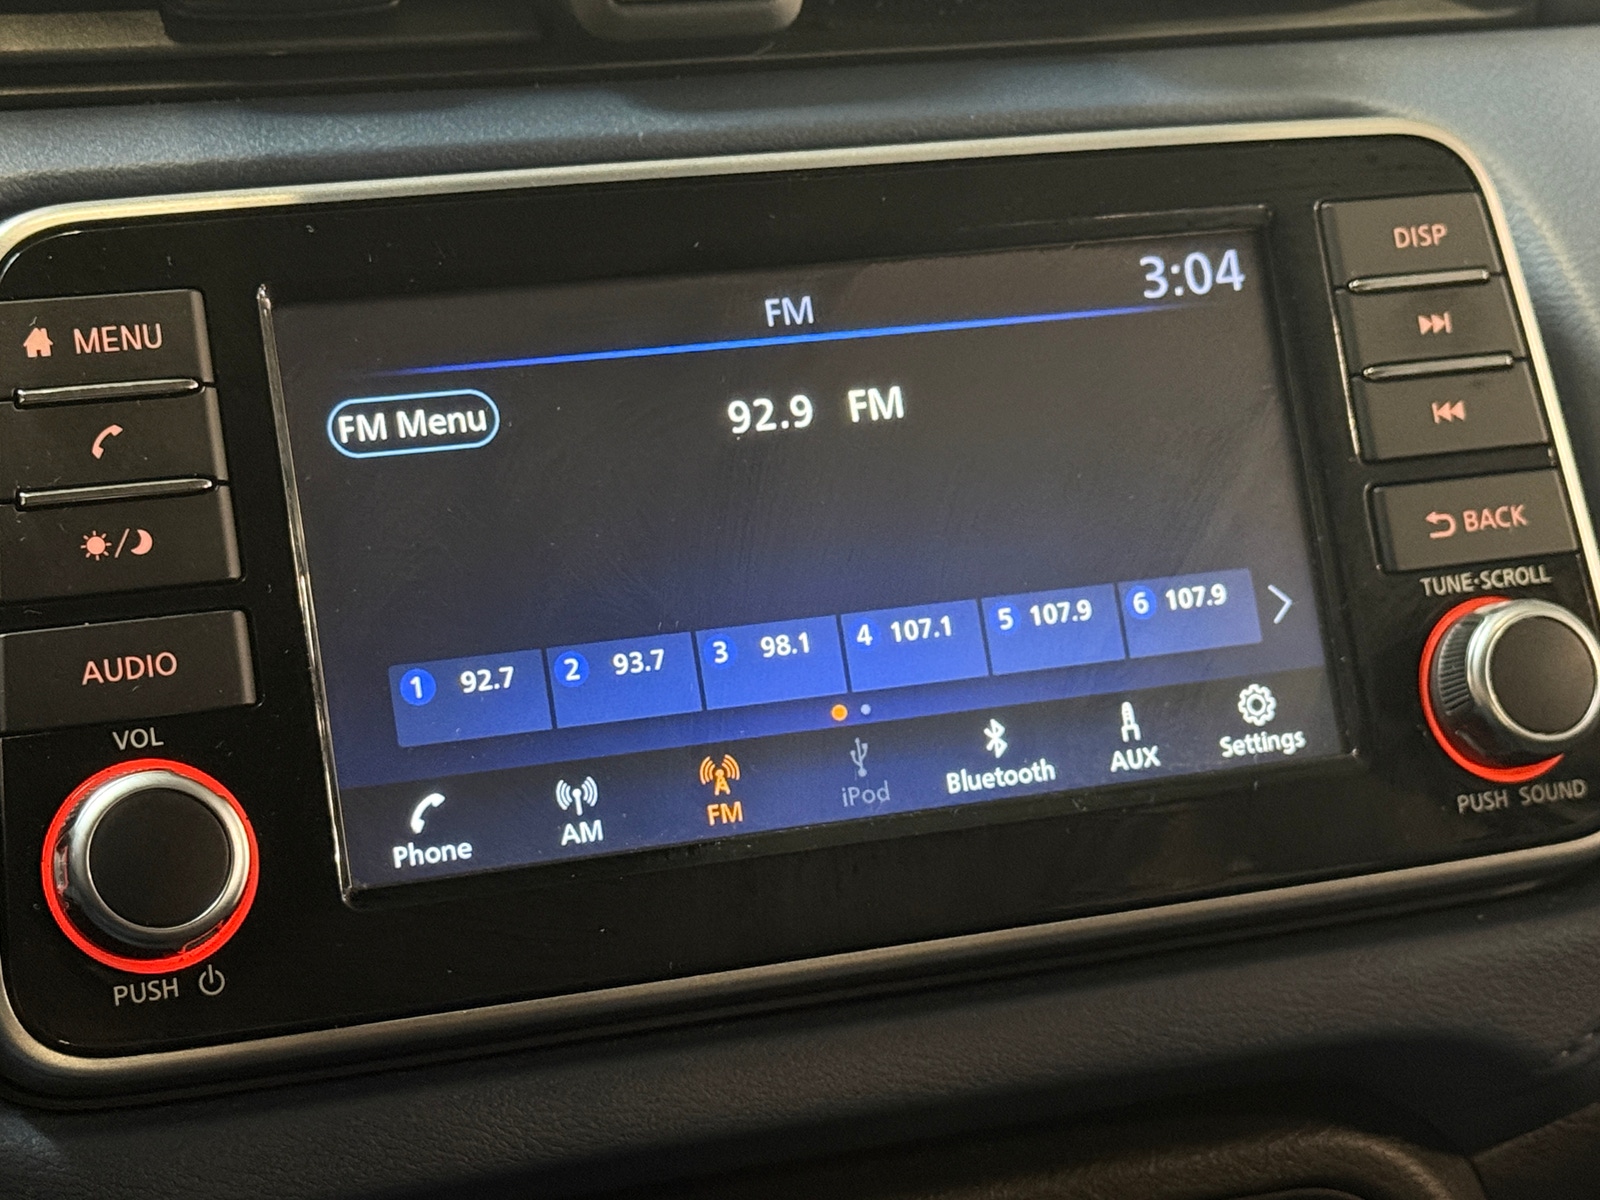 MENU
AUDIO
VOL
PUSH
FM
3:04
FM Menu
92.9 FM
1 92.7
2 93.7
3 98.1
4 107.1
5 107.9
6 107.9
Phone
AM
FM
iPod
Bluetooth
AUX
Settings
DISP
BACK
TUNE·SCROLL
PUSH SOUND